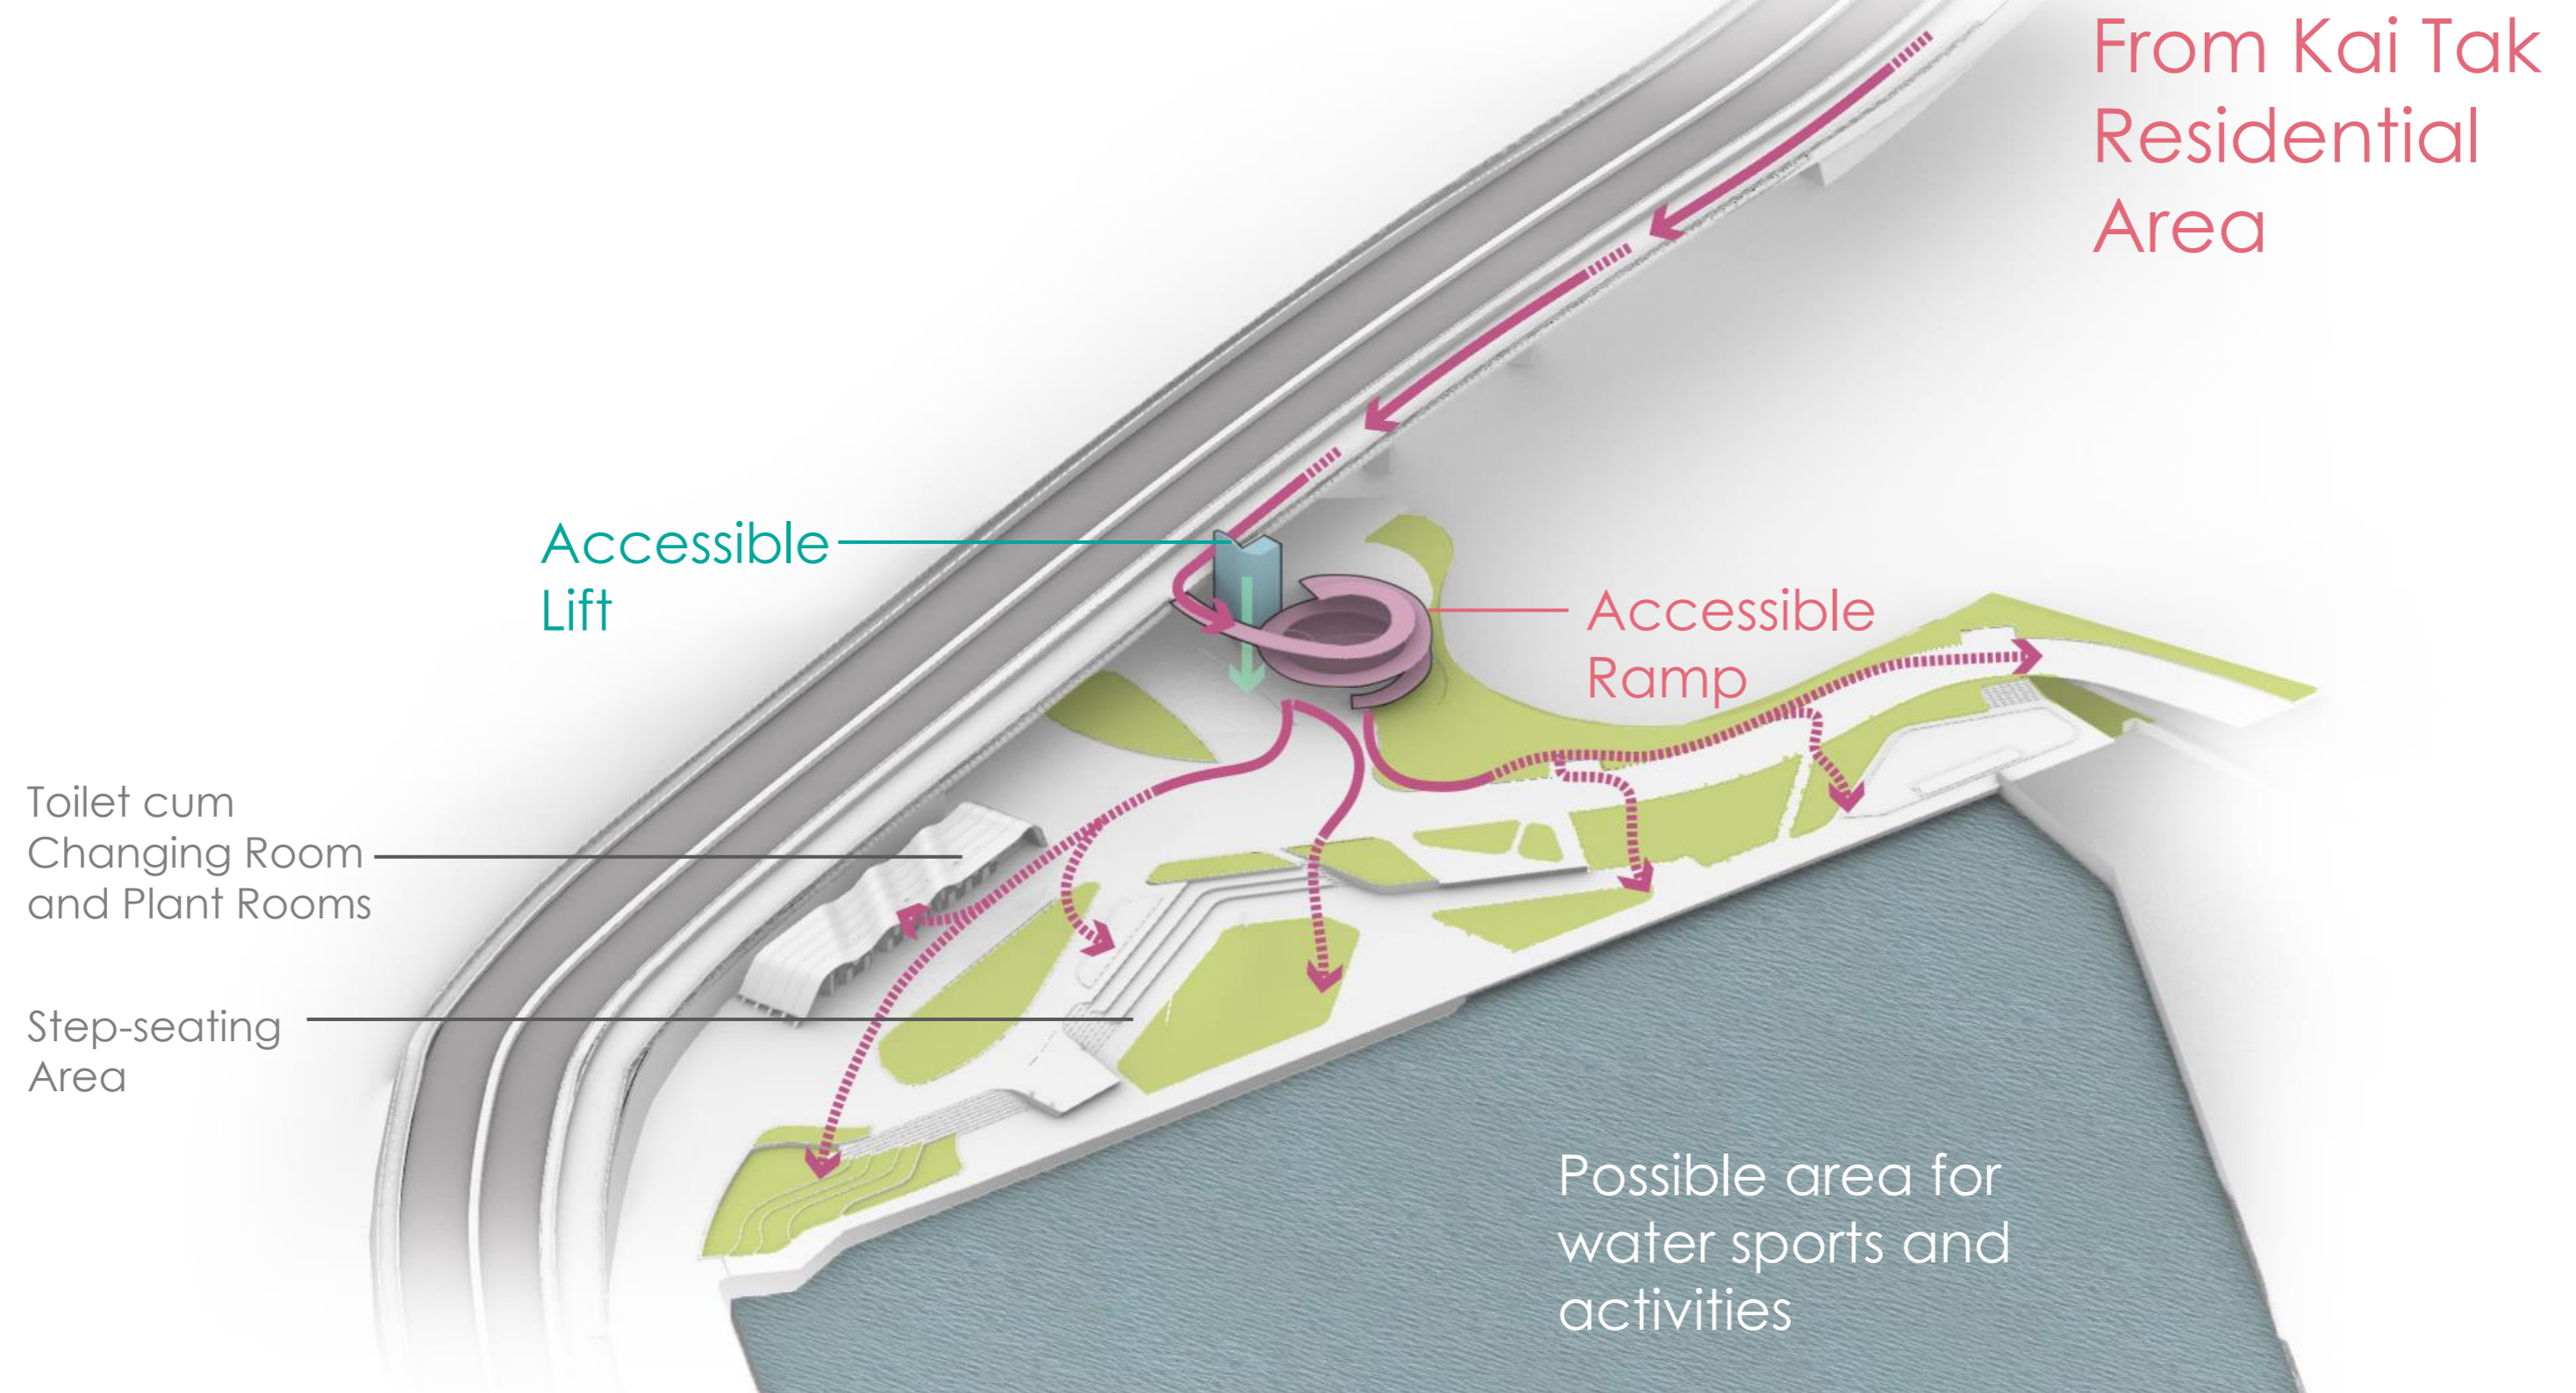 From Kai Tak
Residential
Area
Accessible
Lift
Accessible
Ramp
Toilet cum
Changing Room
and Plant Rooms
Step-seating
Area
Possible area for
water sports and
activities